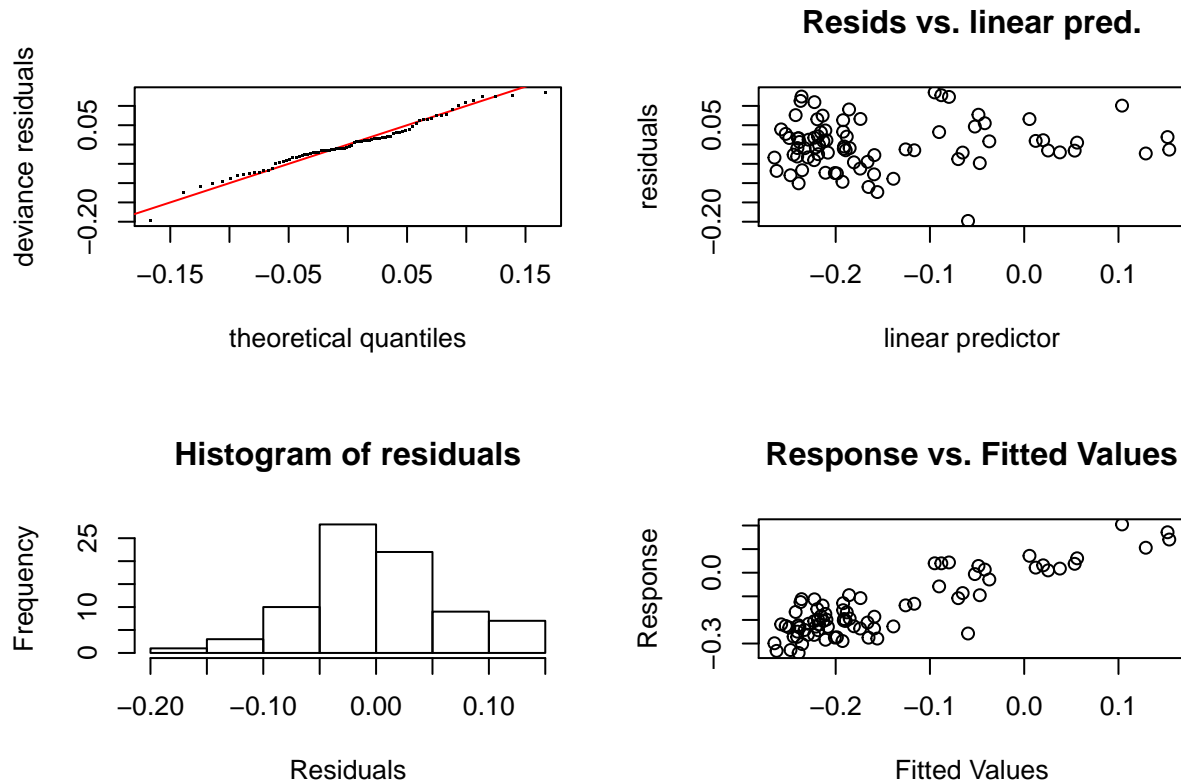 deviance residuals
0.05
−0.20
−0.15
−0.05
0.05
0.15
theoretical quantiles
Resids vs. linear pred.
residuals
0.05
−0.20
−0.2
−0.1
0.0
0.1
linear predictor
Histogram of residuals
Frequency
25
10
0
−0.20
−0.10
0.00
0.10
Residuals
Response vs. Fitted Values
Response
0.0
−0.3
−0.2
−0.1
0.0
0.1
Fitted Values